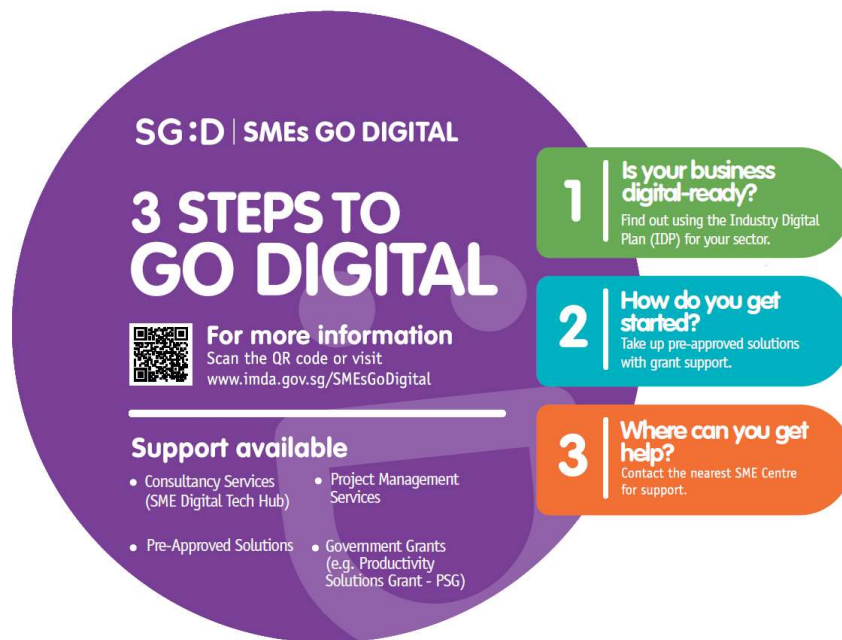 SG:D | SMEs GO DIGITAL
3 STEPS TO
GO DIGITAL
For more information
Scan the QR code or visit
www.imda.gov.sg/SMEsGoDigital
Support available
• Consultancy Services
(SME Digital Tech Hub)
• Project Management
Services
• Pre-Approved Solutions
• Government Grants
(e.g. Productivity
Solutions Grant - PSG)
1
Is your business
digital-ready?
Find out using the Industry Digital
Plan (IDP) for your sector.
2
How do you get
started?
Take up pre-approved solutions
with grant support.
3
Where can you get
help?
Contact the nearest SME Centre
for support.